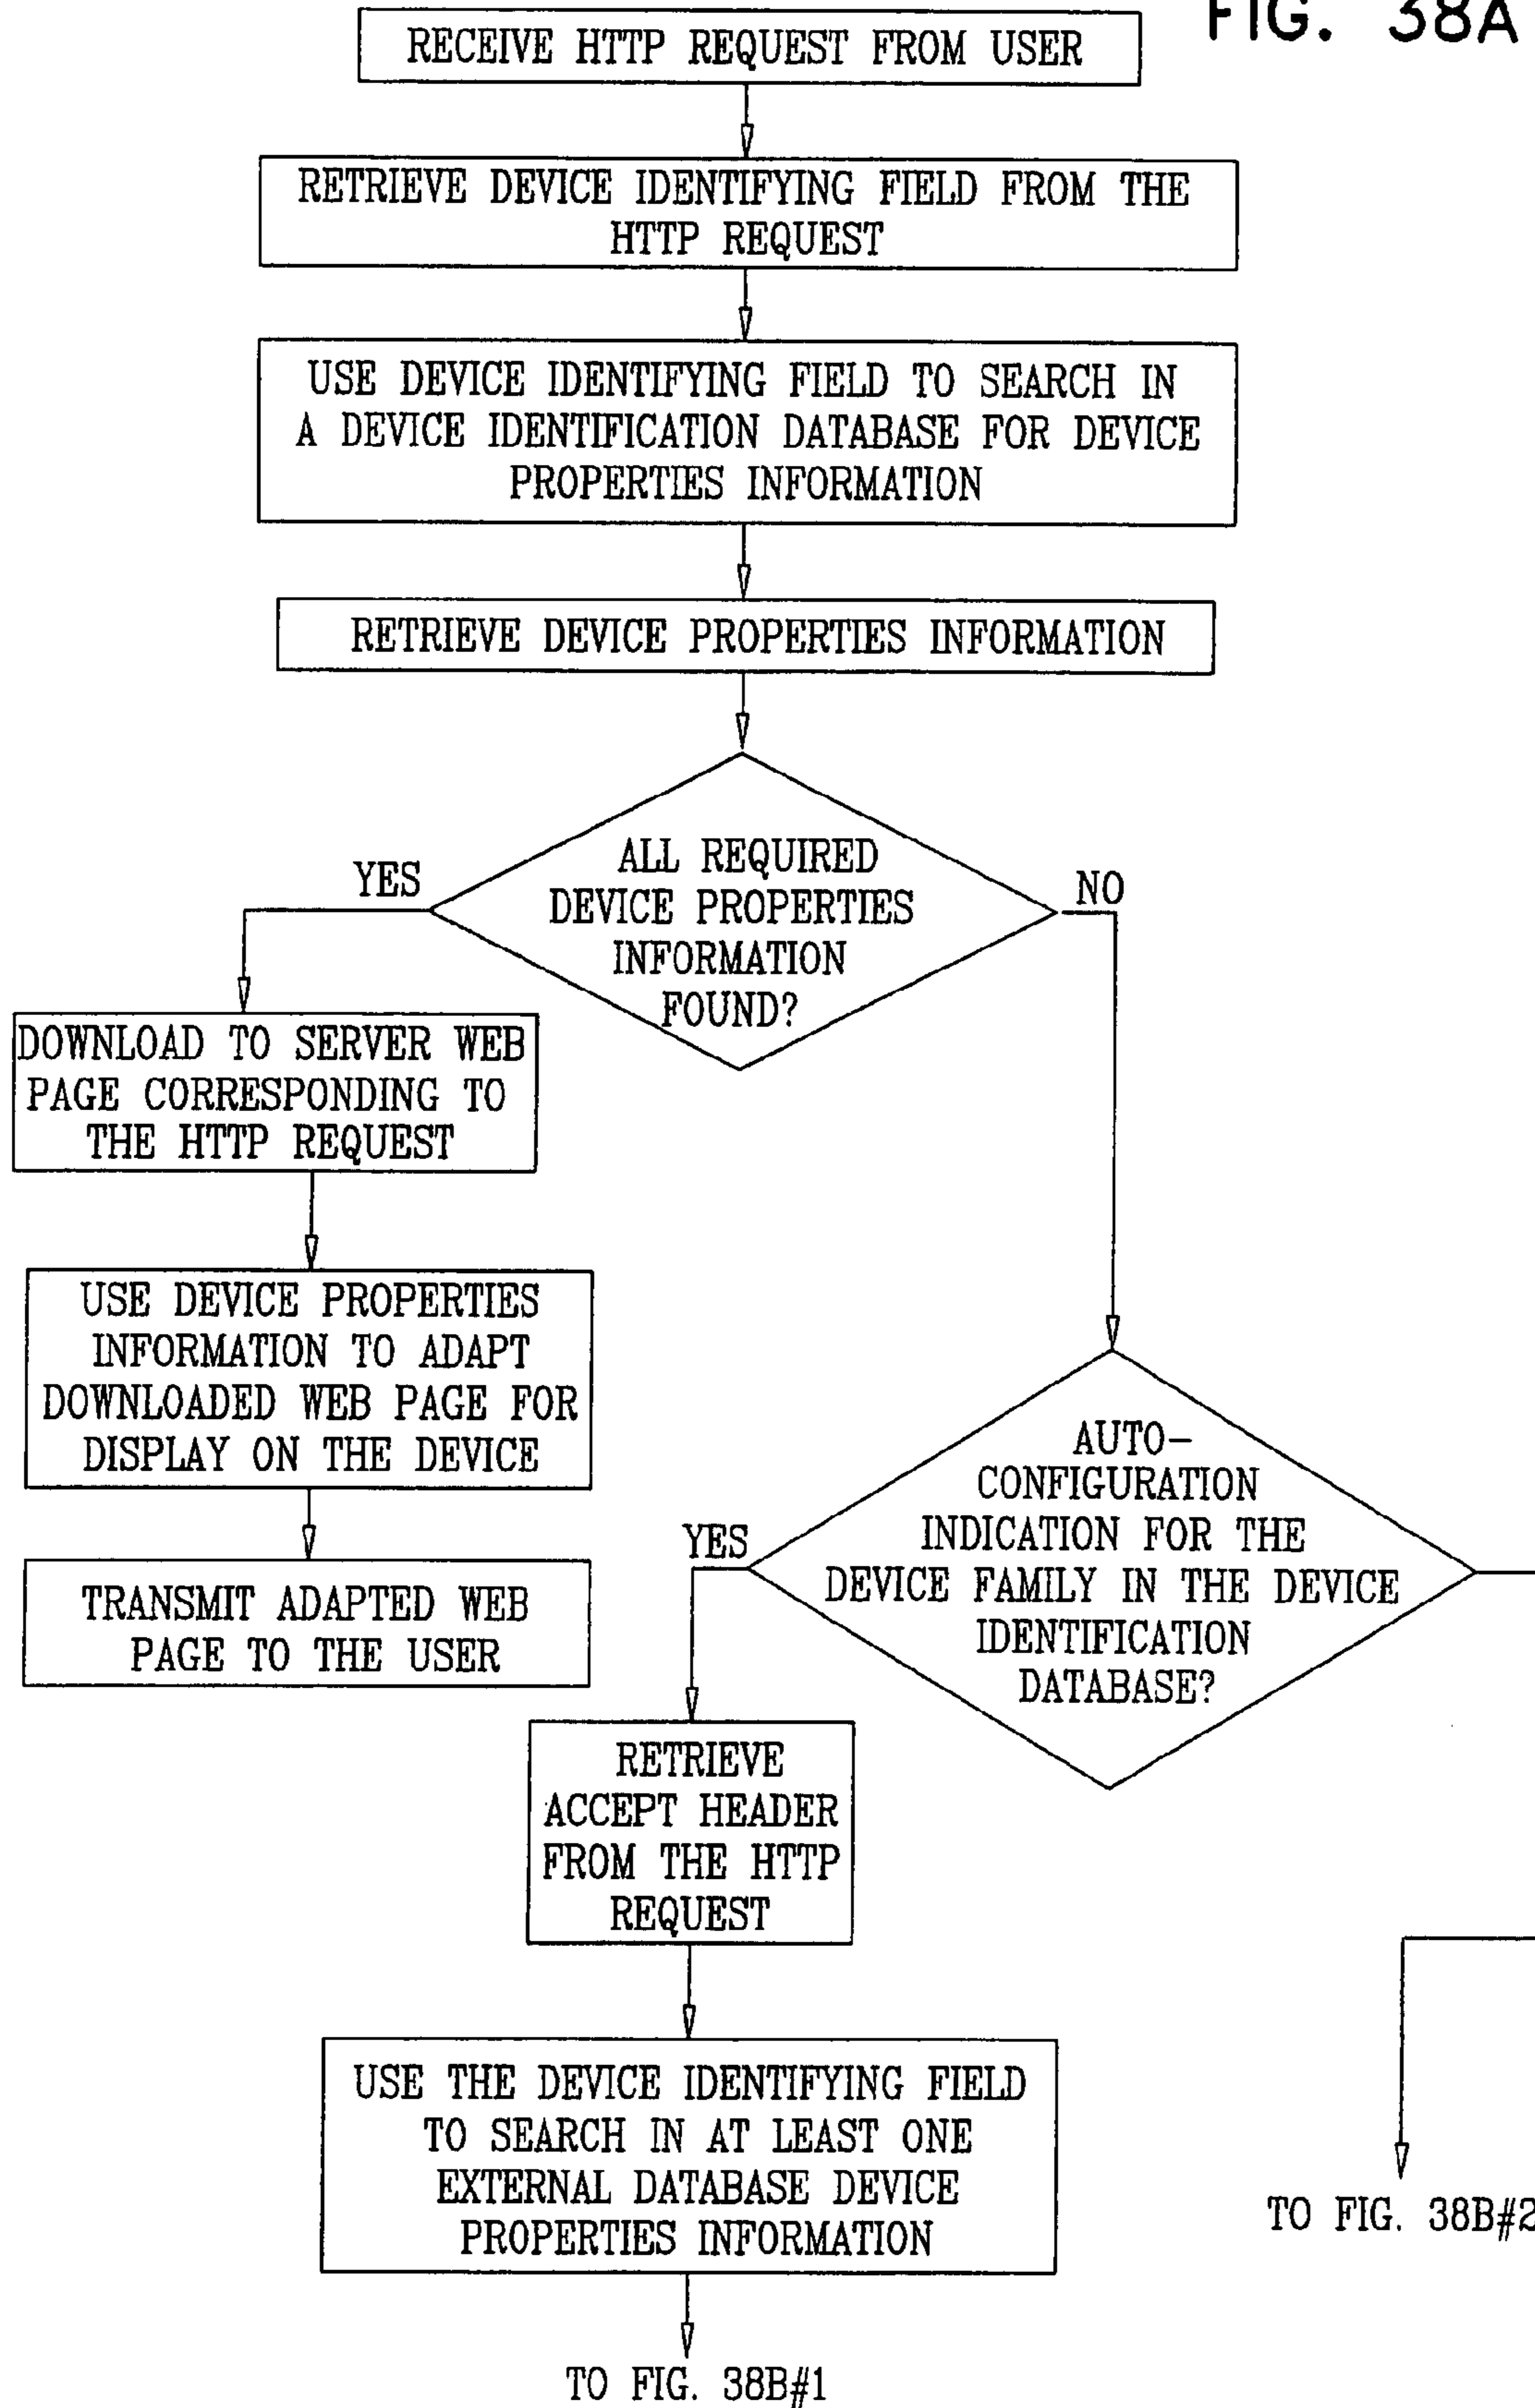 FIG. 38A
RECEIVE HTTP REQUEST FROM USER
RETRIEVE DEVICE IDENTIFYING FIELD FROM THE
HTTP REQUEST
USE DEVICE IDENTIFYING FIELD TO SEARCH IN
A DEVICE IDENTIFICATION DATABASE FOR DEVICE
PROPERTIES INFORMATION
RETRIEVE DEVICE PROPERTIES INFORMATION
ALL REQUIRED
DEVICE PROPERTIES
INFORMATION
FOUND?
YES
NO
DOWNLOAD TO SERVER WEB
PAGE CORRESPONDING TO
THE HTTP REQUEST
USE DEVICE PROPERTIES
INFORMATION TO ADAPT
DOWNLOADED WEB PAGE FOR
DISPLAY ON THE DEVICE
TRANSMIT ADAPTED WEB
PAGE TO THE USER
AUTO-
CONFIGURATION
INDICATION FOR THE
DEVICE FAMILY IN THE DEVICE
IDENTIFICATION
DATABASE?
YES
RETRIEVE
ACCEPT HEADER
FROM THE HTTP
REQUEST
USE THE DEVICE IDENTIFYING FIELD
TO SEARCH IN AT LEAST ONE
EXTERNAL DATABASE DEVICE
PROPERTIES INFORMATION
TO FIG. 38B#2
TO FIG. 38B#1